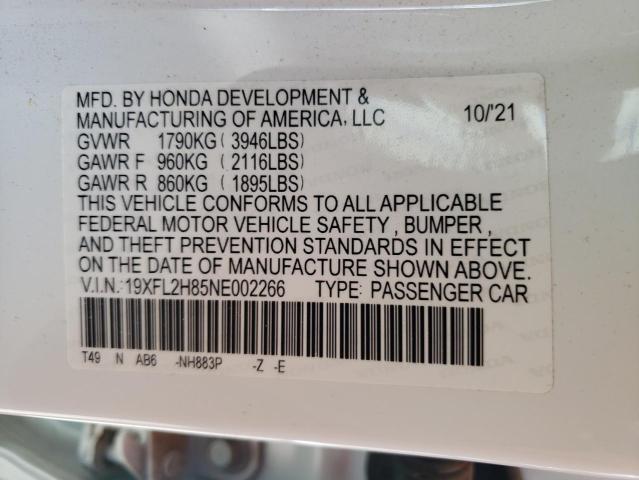 MFD. BY HONDA DEVELOPMENT &
MANUFACTURING OF AMERICA, LLC 10/'21
GVWR 1790KG ( 3946LBS)
GAWR F 960KG ( 2116LBS)
GAWR R 860KG ( 1895LBS)
THIS VEHICLE CONFORMS TO ALL APPLICABLE
FEDERAL MOTOR VEHICLE SAFETY , BUMPER ,
AND THEFT PREVENTION STANDARDS IN EFFECT
ON THE DATE OF MANUFACTURE SHOWN ABOVE.
V.I.N.:19XFL2H85NE002266 TYPE: PASSENGER CAR
T49 N AB6 -NH883P -Z -E